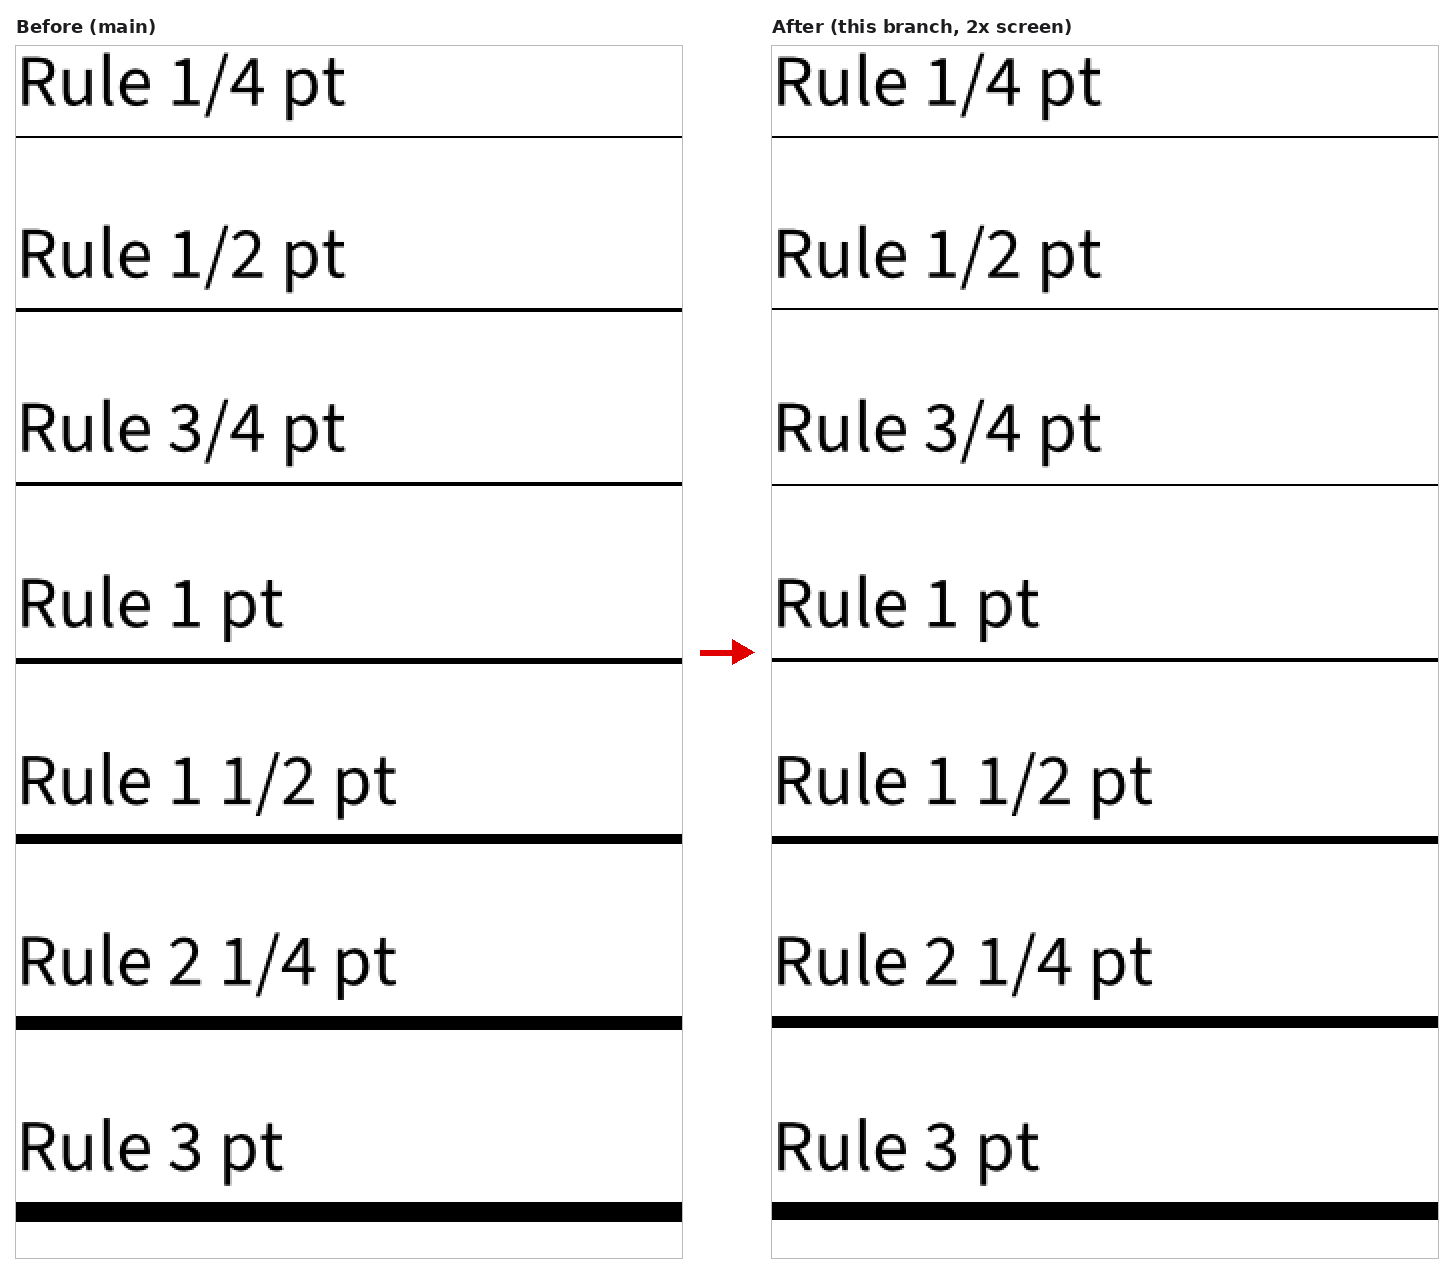 Before (main)
Rule 1/4 pt
Rule 1/2 pt
Rule 3/4 pt
Rule 1 pt
Rule 1 1/2 pt
Rule 2 1/4 pt
Rule 3 pt
After (this branch, 2x screen)
Rule 1/4 pt
Rule 1/2 pt
Rule 3/4 pt
Rule 1 pt
Rule 1 1/2 pt
Rule 2 1/4 pt
Rule 3 pt